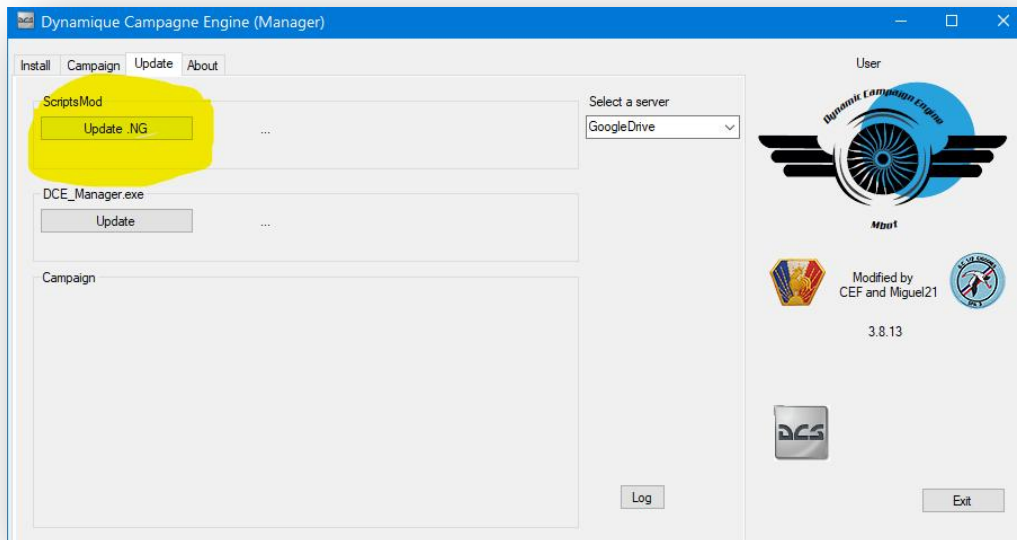 Dynamique Campagne Engine (Manager)
Install Campaign Update About
User
ScriptsMod
Update .NG
...
Select a server
GoogleDrive
Dynamic Campaign Engine
Mbot
DCE_Manager.exe
Update
...
Campaign
Modified by
CEF and Miguel21
3.8.13
DCS
Log
Exit